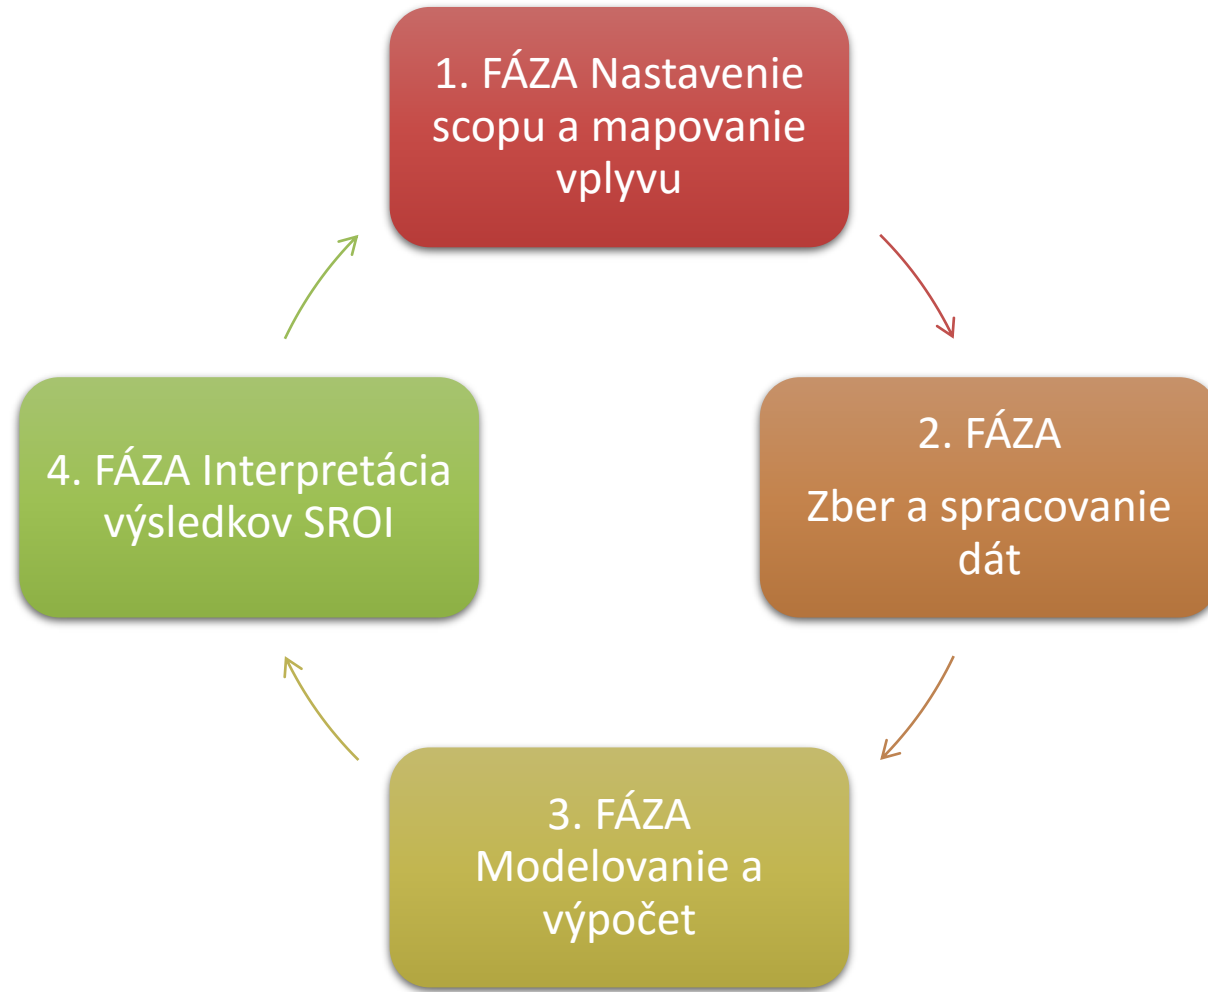 1. FÁZA Nastavenie
scopu a mapovanie
vplyvu
2. FÁZA
Zber a spracovanie
dát
3. FÁZA
Modelovanie a
výpočet
4. FÁZA Interpretácia
výsledkov SROI